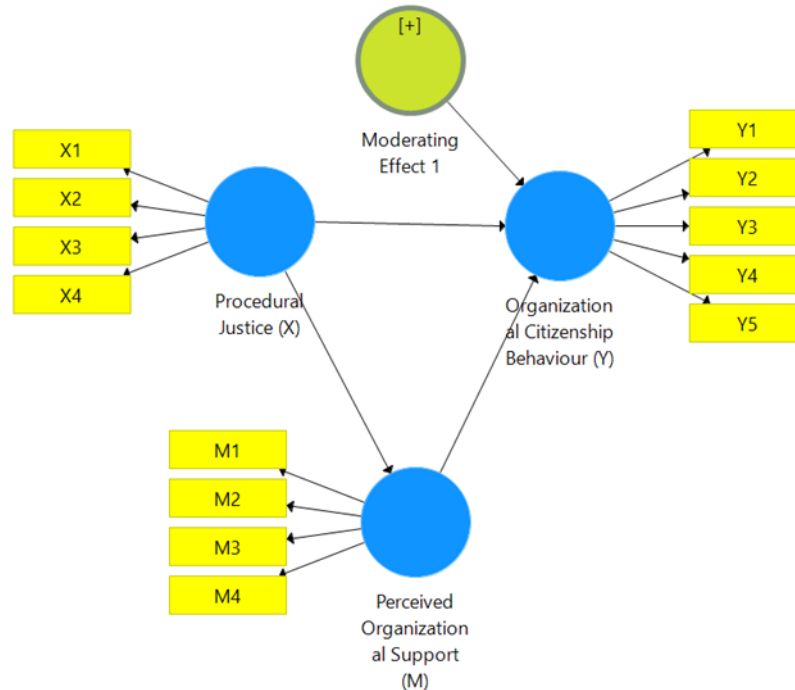 [+]
Moderating
Effect 1
X1
X2
X3
X4
Procedural
Justice (X)
Y1
Y2
Y3
Y4
Y5
Organization
al Citizenship
Behaviour (Y)
M1
M2
M3
M4
Perceived
Organization
al Support
(M)